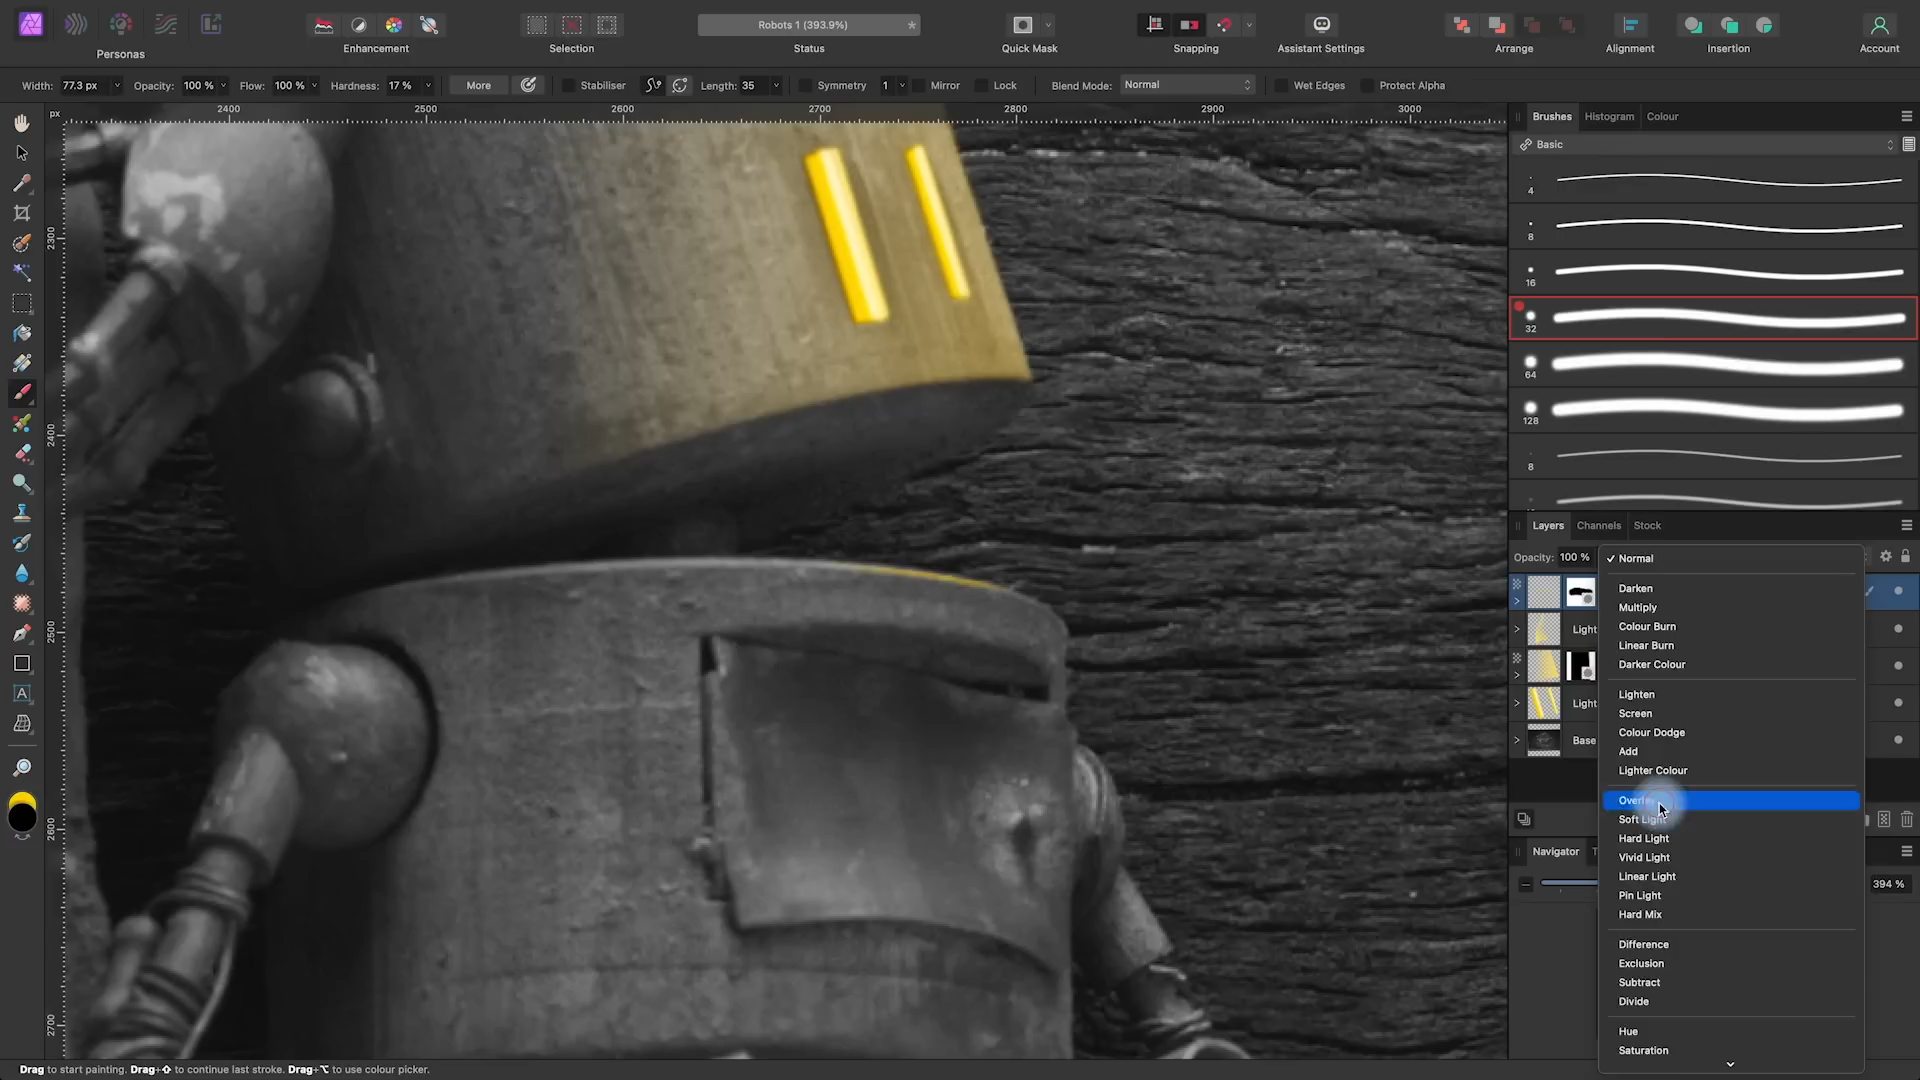 Robots 1 (393.9%)
*
Personas
Enhancement
Selection
Status
Quick Mask
Snapping
Assistant Settings
Arrange
Alignment
Insertion
Account
Width: 77.3 px Opacity: 100 % Flow: 100 % Hardness: 17 % More Stabiliser Length: 35 Symmetry 1 Mirror Lock Blend Mode: Normal Wet Edges Protect Alpha
px 2400 2500 2600 2700 2800 2900 3000
2300
2400
2500
2600
2700
Brushes Histogram Colour
Basic
4
8
16
32
64
128
8
Layers Channels Stock
Opacity: 100 %
Light
Light
Base
Normal
Darken
Multiply
Colour Burn
Linear Burn
Darker Colour
Lighten
Screen
Colour Dodge
Add
Lighter Colour
Soft Light
Hard Light
Vivid Light
Linear Light
Pin Light
Hard Mix
Difference
Exclusion
Subtract
Divide
Hue
Saturation
Navigator
394 %
A
Drag to start painting. Drag+⇧ to continue last stroke. Drag+⌥ to use colour picker.